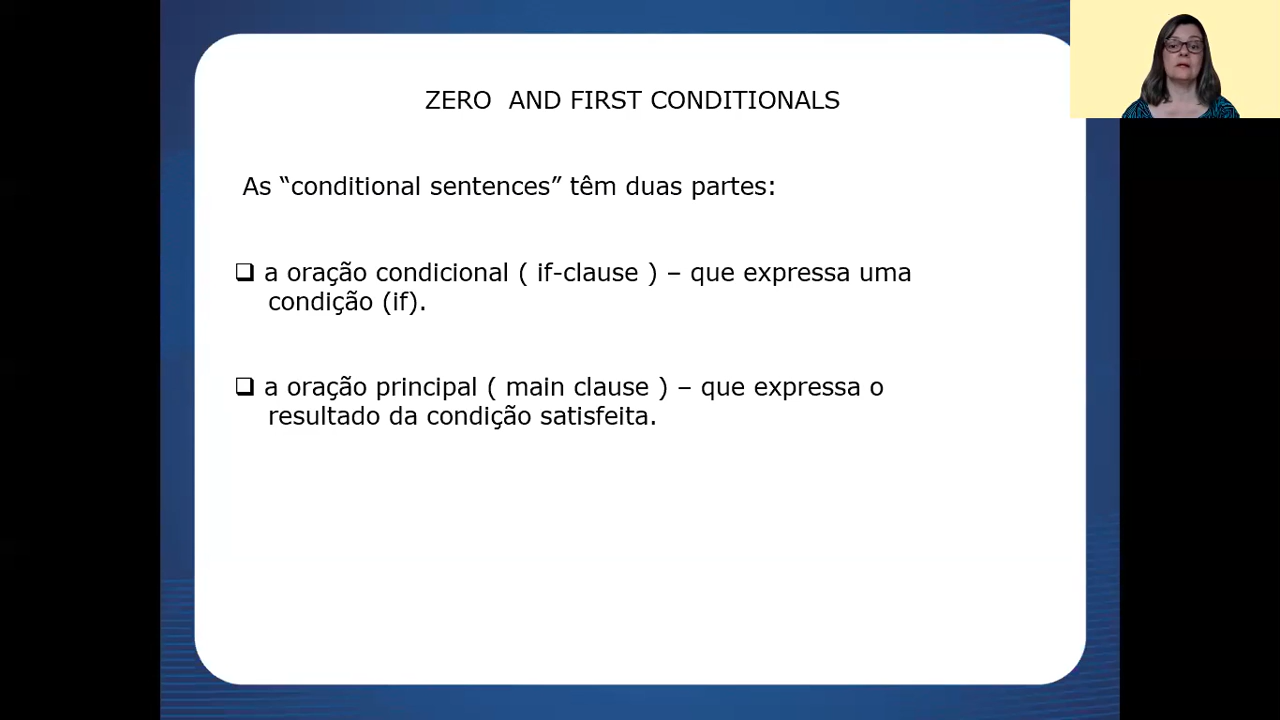 ZERO  AND FIRST CONDITIONALS
As “conditional sentences” têm duas partes:
❑ a oração condicional ( if-clause ) – que expressa uma
condição (if).
❑ a oração principal ( main clause ) – que expressa o
resultado da condição satisfeita.